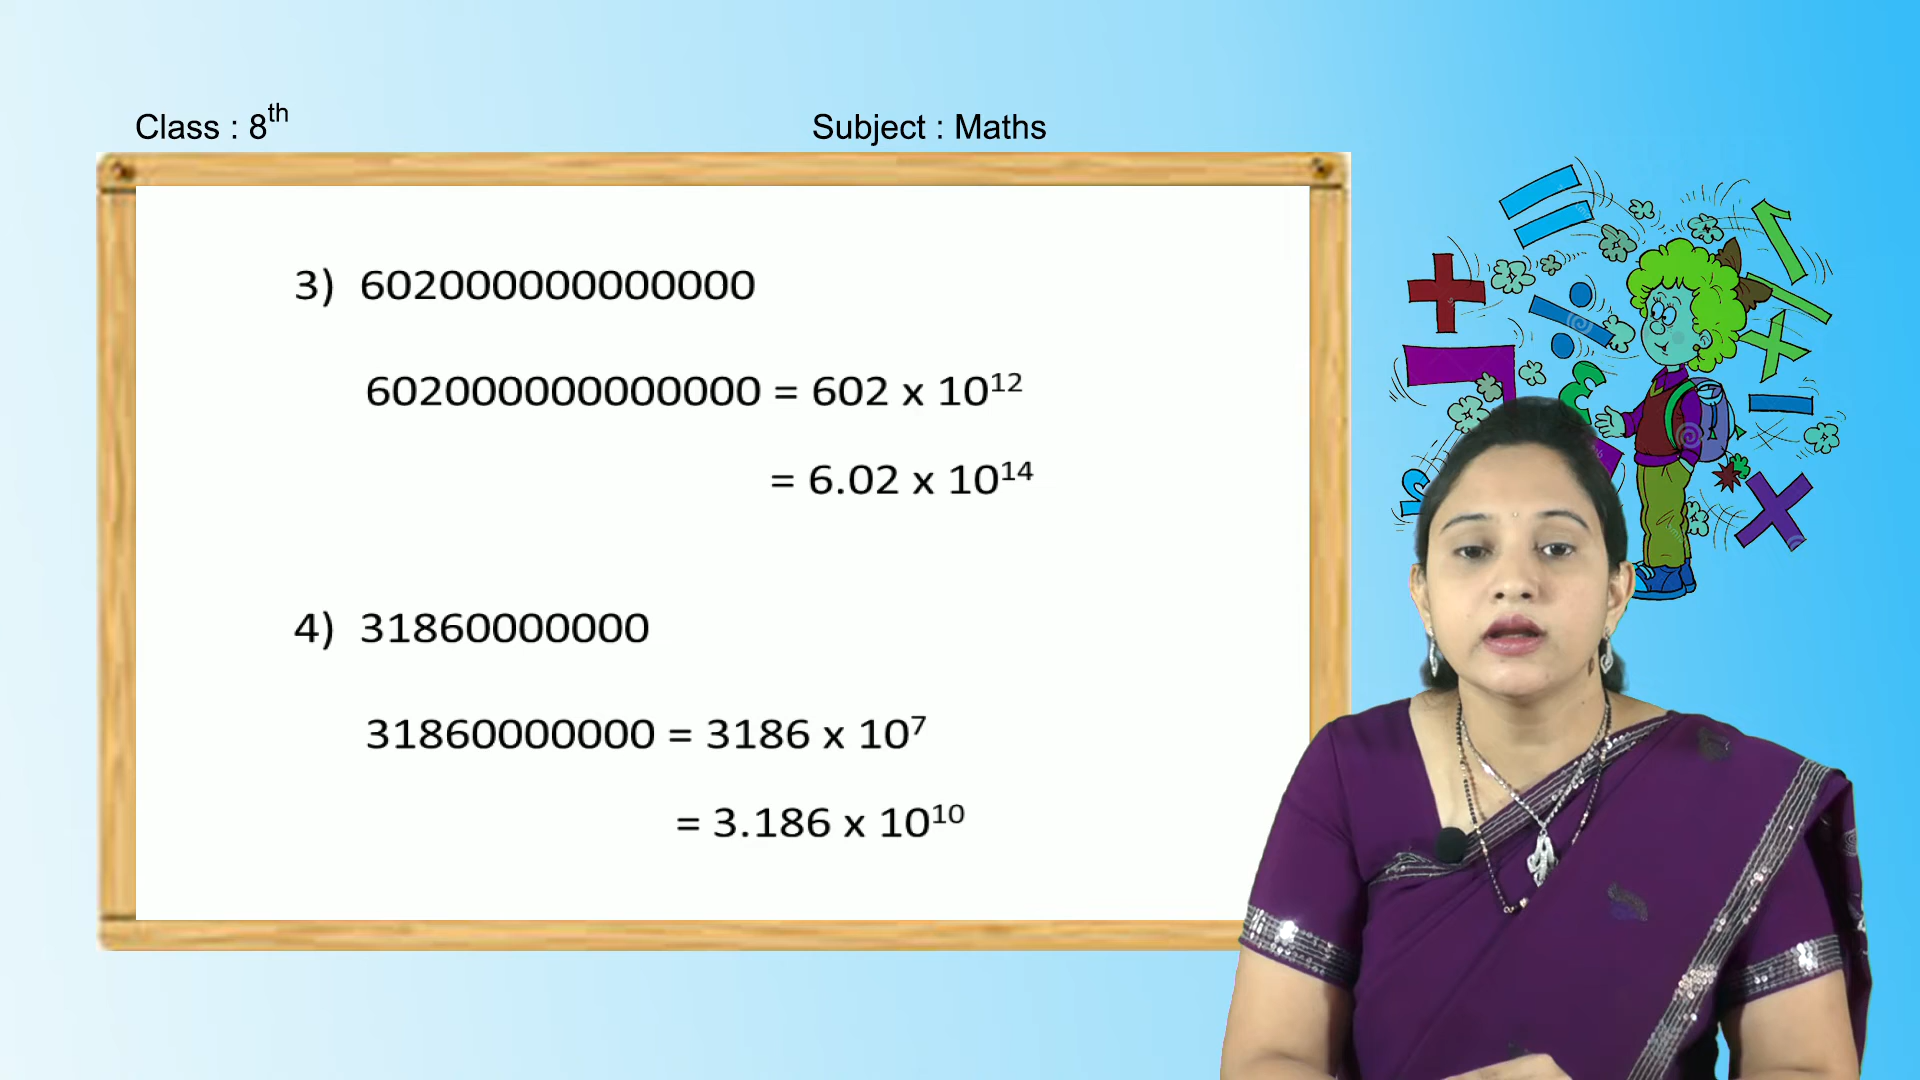 Class : 8th
Subject : Maths
3) 602000000000000
602000000000000 = 602 x 10¹²
= 6.02 x 10¹⁴
4) 31860000000
31860000000 = 3186 x 10⁷
= 3.186 x 10¹⁰